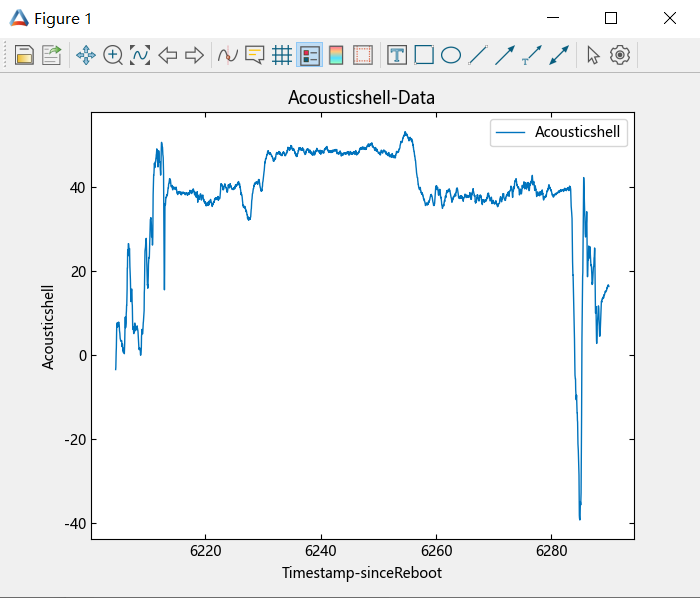 Figure 1
T
T
Acousticshell-Data
Acousticshell
40
20
0
-20
-40
Acousticshell
6220
6240
6260
6280
Timestamp-sinceReboot